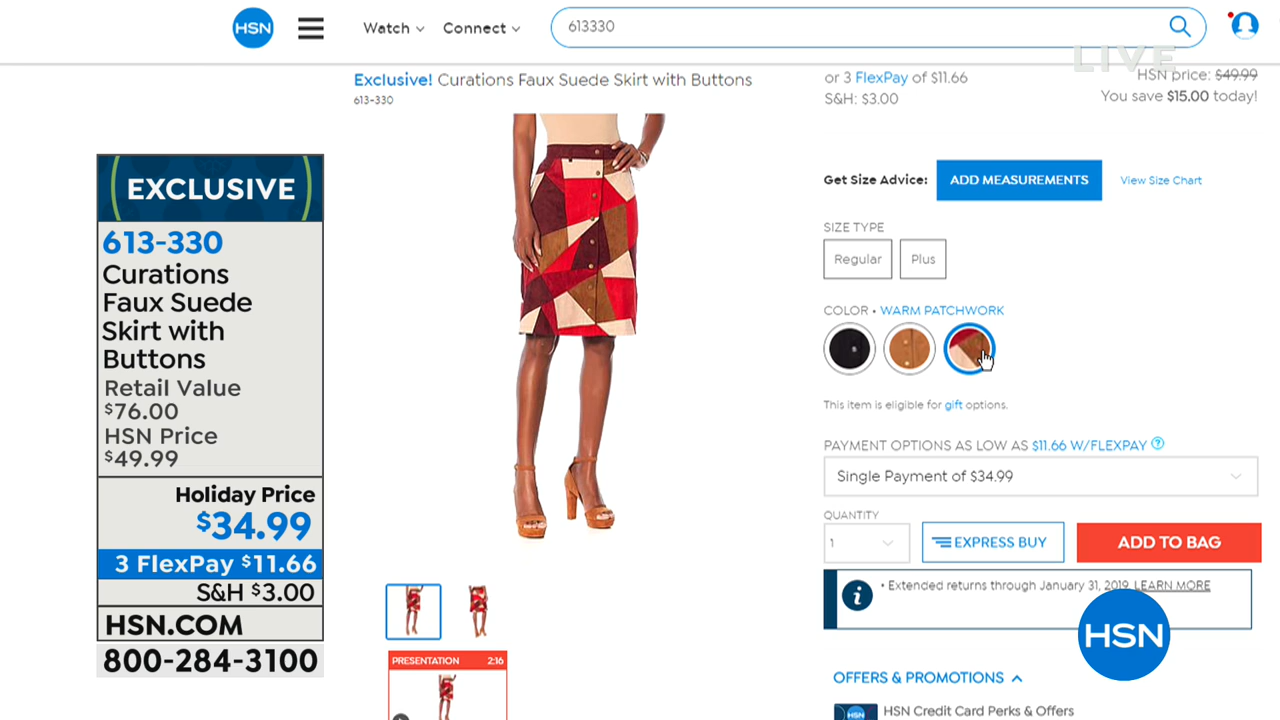 HSN
Watch
Connect
613330
LIVE
Exclusive! Curations Faux Suede Skirt with Buttons
613-330
or 3 FlexPay of $11.66
S&H: $3.00
HSN price: $49.99
You save $15.00 today!
EXCLUSIVE
613-330
Curations
Faux Suede
Skirt with
Buttons
Retail Value
$76.00
HSN Price
$49.99
Holiday Price
$34.99
3 FlexPay $11.66
S&H $3.00
HSN.COM
800-284-3100
Get Size Advice:
ADD MEASUREMENTS
View Size Chart
SIZE TYPE
Regular
Plus
COLOR • WARM PATCHWORK
This item is eligible for gift options.
PAYMENT OPTIONS AS LOW AS $11.66 W/FLEXPAY ?
Single Payment of $34.99
QUANTITY
1
EXPRESS BUY
ADD TO BAG
i
• Extended returns through January 31, 2019. LEARN MORE
HSN
PRESENTATION 2:16
OFFERS & PROMOTIONS
HSN
HSN Credit Card Perks & Offers